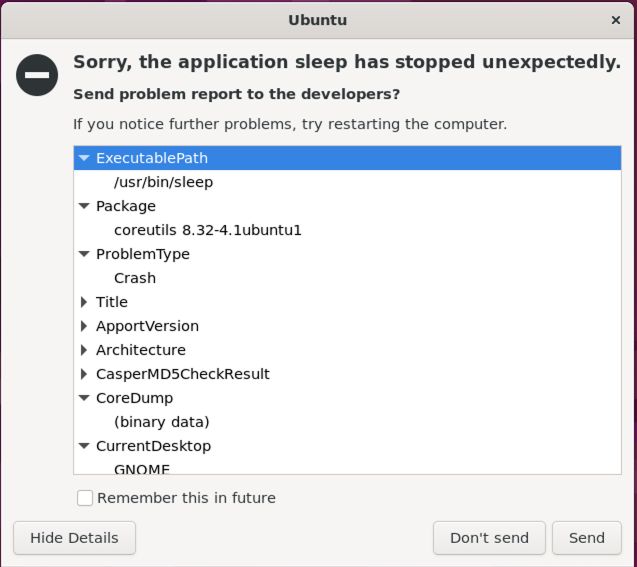 Ubuntu
Sorry, the application sleep has stopped unexpectedly.
Send problem report to the developers?
If you notice further problems, try restarting the computer.
ExecutablePath
/usr/bin/sleep
Package
coreutils 8.32-4.1ubuntu1
ProblemType
Crash
Title
ApportVersion
Architecture
CasperMD5CheckResult
CoreDump
(binary data)
CurrentDesktop
GNOME
Remember this in future
Hide Details
Don't send
Send